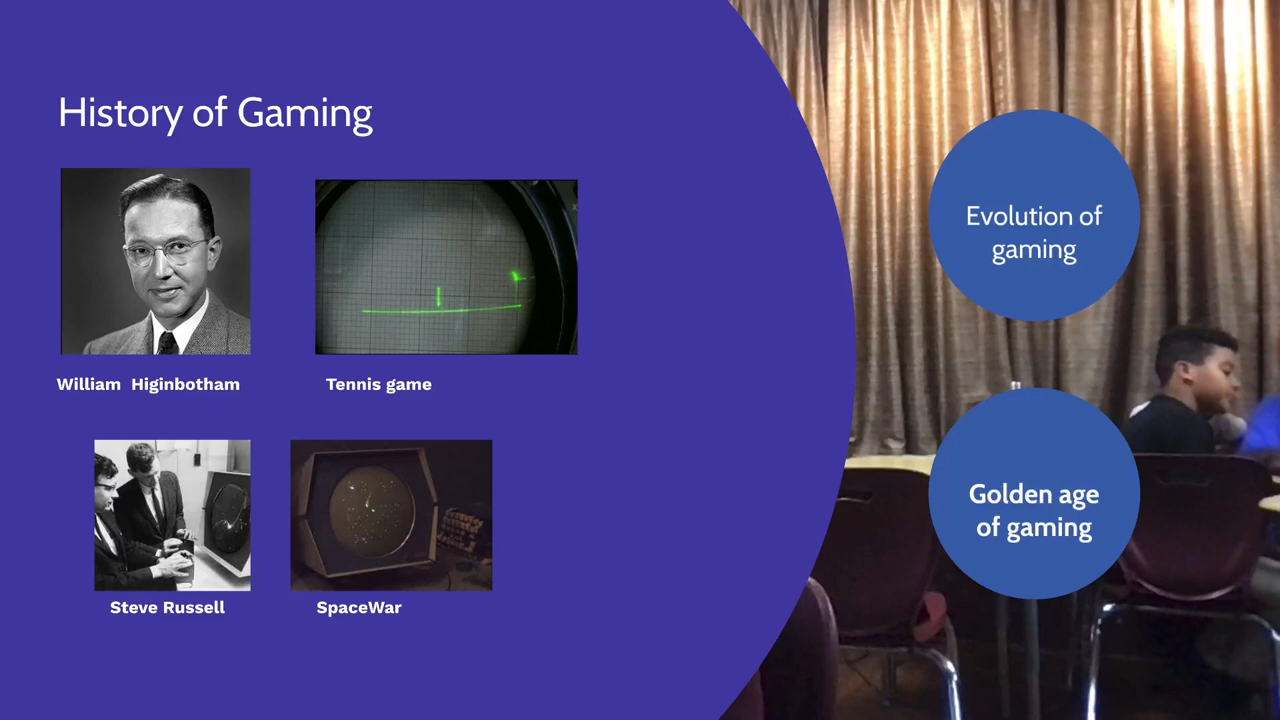 History of Gaming
William Higinbotham
Tennis game
Steve Russell
SpaceWar
Evolution of
gaming
Golden age
of gaming